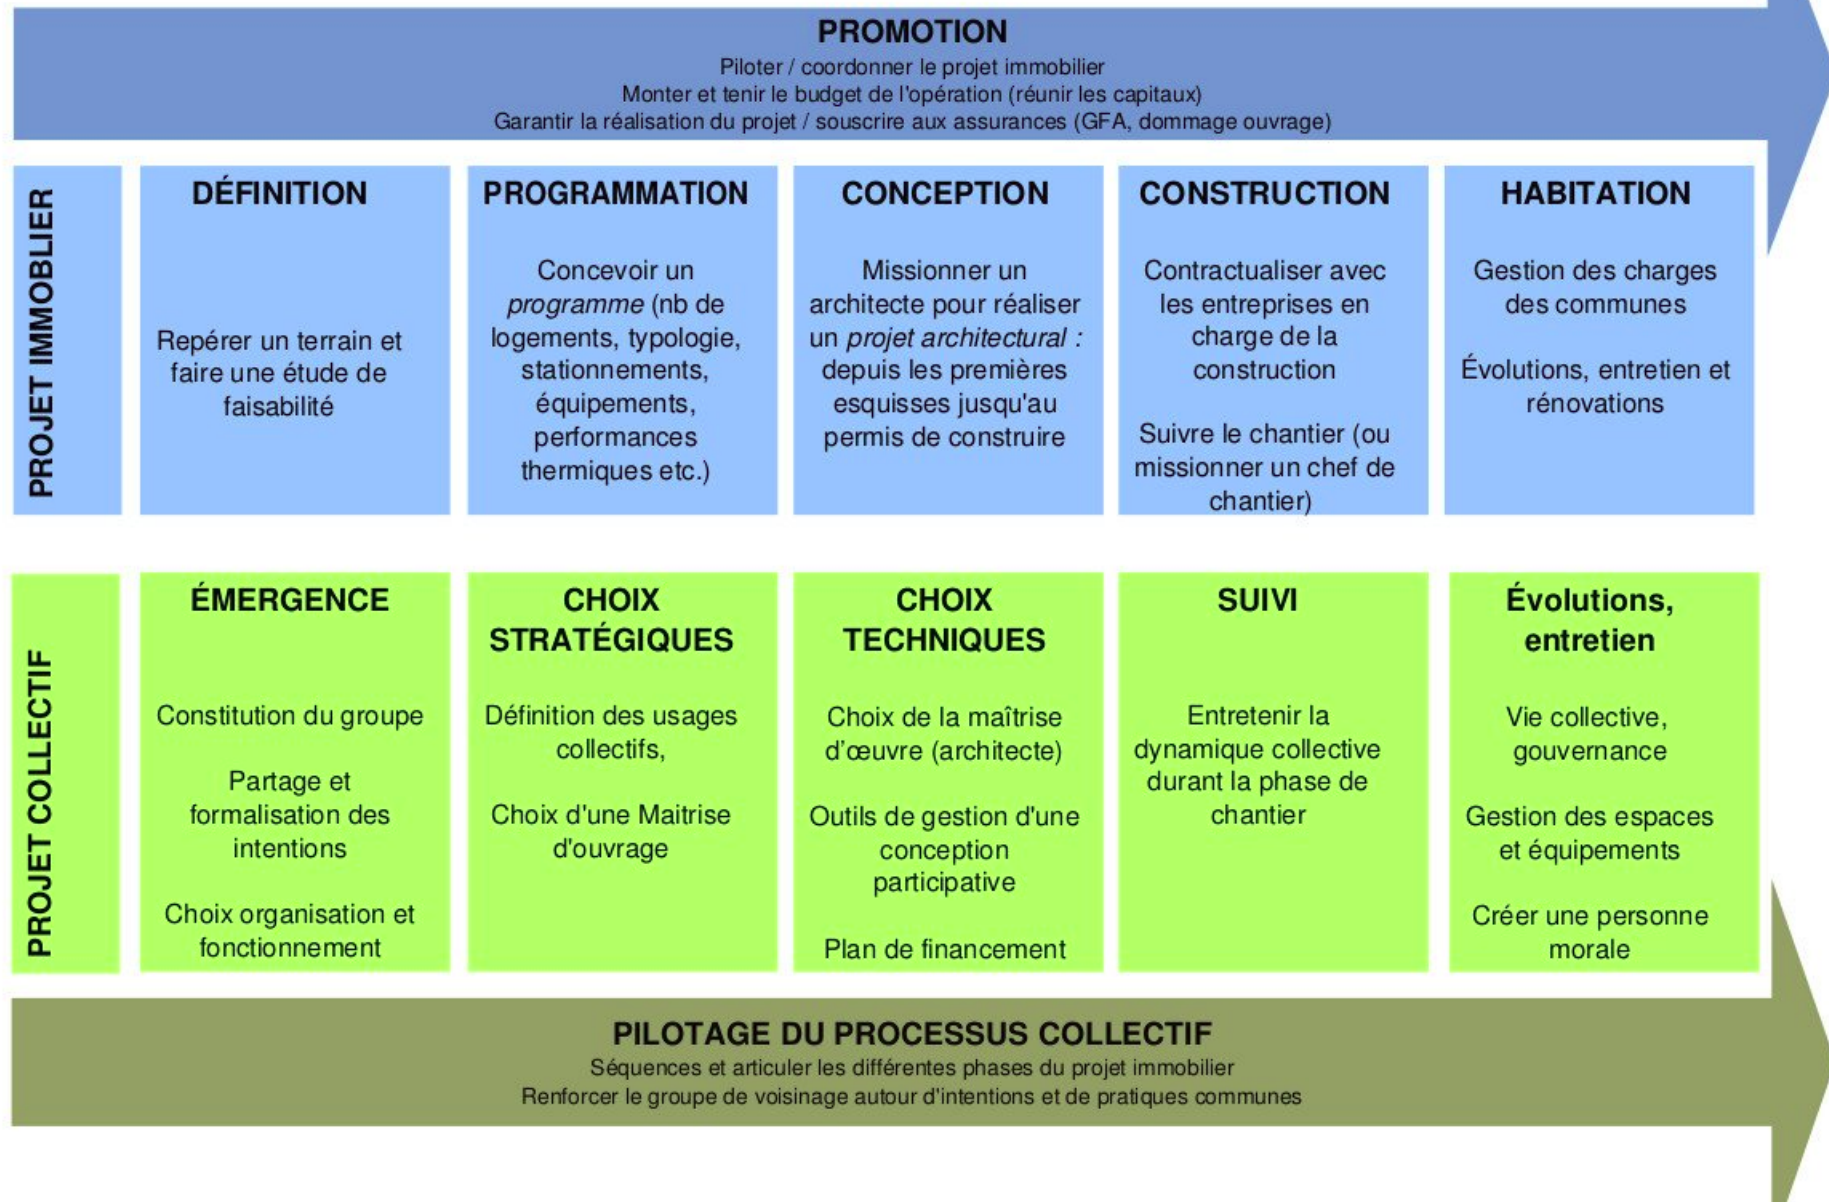 PROMOTION
Piloter / coordonner le projet immobilier
Monter et tenir le budget de l'opération (réunir les capitaux)
Garantir la réalisation du projet / souscrire aux assurances (GFA, dommage ouvrage)
PROJET IMMOBLIER
DÉFINITION
Repérer un terrain et
faire une étude de
faisabilité
PROGRAMMATION
Concevoir un
programme (nb de
logements, typologie,
stationnements,
équipements,
performances
thermiques etc.)
CONCEPTION
Missionner un
architecte pour réaliser
un projet architectural :
depuis les premières
esquisses jusqu'au
permis de construire
CONSTRUCTION
Contractualiser avec
les entreprises en
charge de la
construction
Suivre le chantier (ou
missionner un chef de
chantier)
HABITATION
Gestion des charges
des communes
Évolutions, entretien et
rénovations
PROJET COLLECTIF
ÉMERGENCE
Constitution du groupe
Partage et
formalisation des
intentions
Choix organisation et
fonctionnement
CHOIX
STRATÉGIQUES
Définition des usages
collectifs,
Choix d'une Maitrise
d'ouvrage
CHOIX
TECHNIQUES
Choix de la maîtrise
d’œuvre (architecte)
Outils de gestion d'une
conception
participative
Plan de financement
SUIVI
Entretenir la
dynamique collective
durant la phase de
chantier
Évolutions,
entretien
Vie collective,
gouvernance
Gestion des espaces
et équipements
Créer une personne
morale
PILOTAGE DU PROCESSUS COLLECTIF
Séquences et articuler les différentes phases du projet immobilier
Renforcer le groupe de voisinage autour d'intentions et de pratiques communes